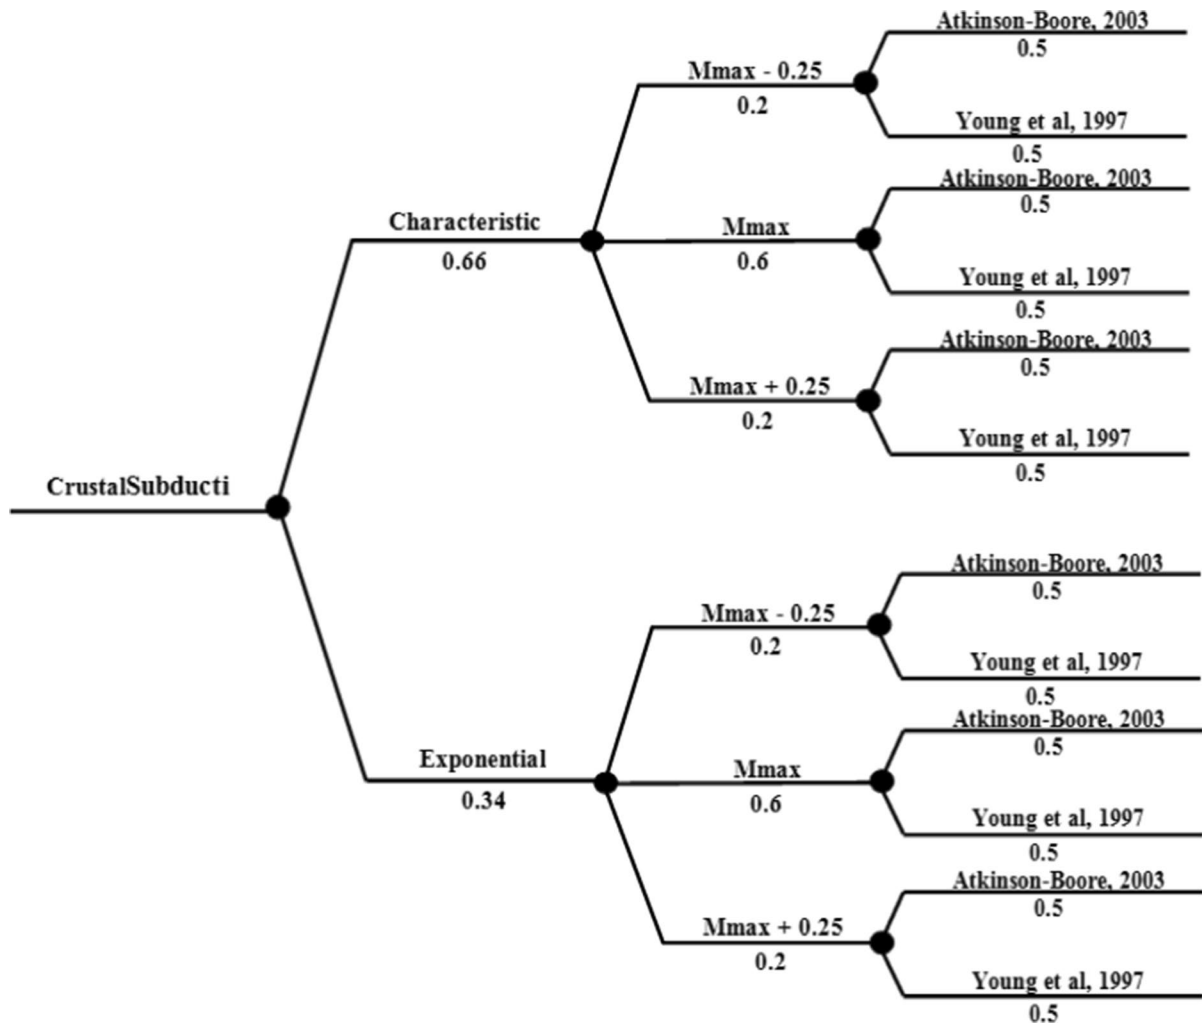 Atkinson-Boore, 2003
0.5
Mmax - 0.25
0.2
Young et al, 1997
0.5
Atkinson-Boore, 2003
0.5
Characteristic
0.66
Mmax
0.6
Young et al, 1997
0.5
Atkinson-Boore, 2003
0.5
Mmax + 0.25
0.2
Young et al, 1997
0.5
CrustalSubducti
Atkinson-Boore, 2003
0.5
Mmax - 0.25
0.2
Young et al, 1997
0.5
Atkinson-Boore, 2003
0.5
Exponential
0.34
Mmax
0.6
Young et al, 1997
0.5
Atkinson-Boore, 2003
0.5
Mmax + 0.25
0.2
Young et al, 1997
0.5